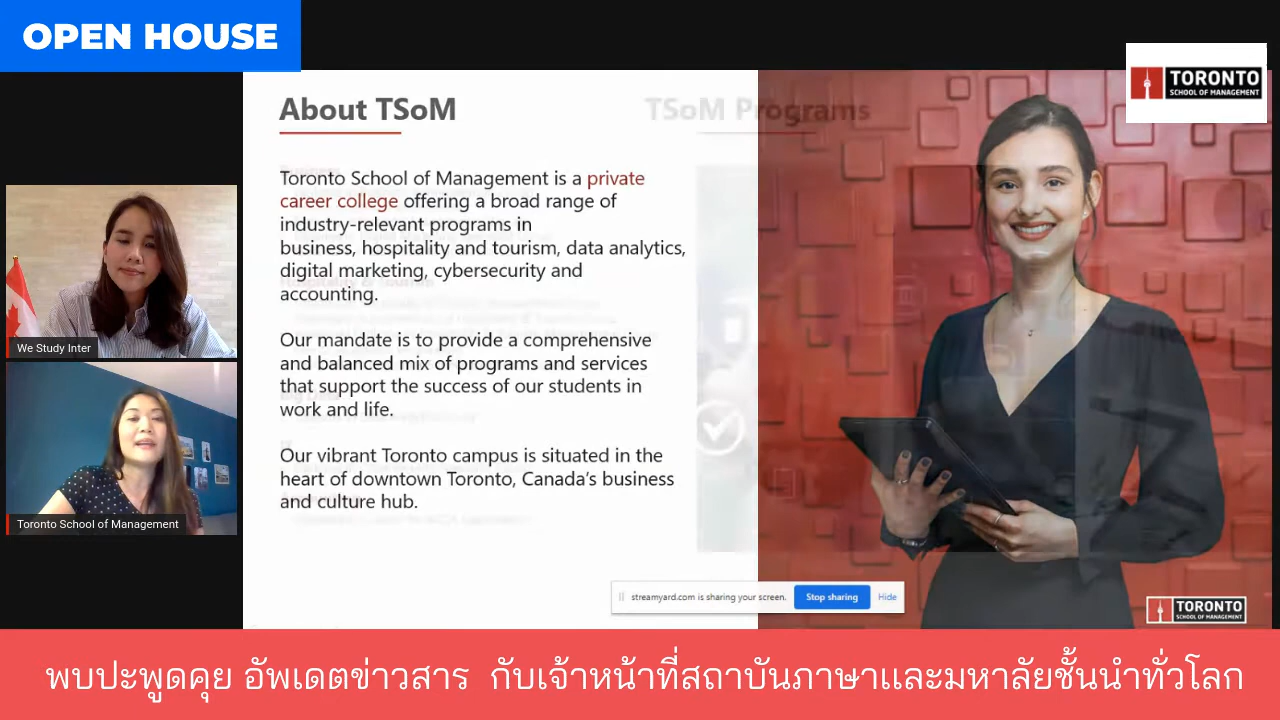 OPEN HOUSE
TORONTO
SCHOOL OF MANAGEMENT
About TSoM
TSoM Programs
Toronto School of Management is a private
career college offering a broad range of
industry-relevant programs in
business, hospitality and tourism, data analytics,
digital marketing, cybersecurity and
accounting.
Our mandate is to provide a comprehensive
and balanced mix of programs and services
that support the success of our students in
work and life.
Our vibrant Toronto campus is situated in the
heart of downtown Toronto, Canada's business
and culture hub.
We Study Inter
Toronto School of Management
streamyard.com is sharing your screen.
Stop sharing
Hide
TORONTO
SCHOOL OF MANAGEMENT
พบปะพูดคุย อัพเดตข่าวสาร กับเจ้าหน้าที่สถาบันภาษาและมหาลัยชั้นนำทั่วโลก